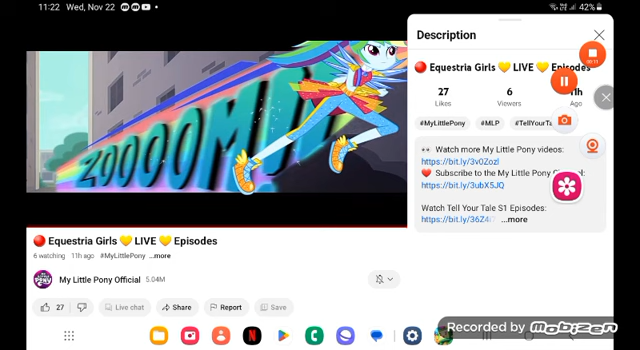 11:22 Wed, Nov 22
42%
ZOOOOM
Description
🔴 Equestria Girls 💛 LIVE 💛 Episodes
27
Likes
6
Viewers
11h
Ago
#MyLittlePony
#MLP
#TellYourTa
👀 Watch more My Little Pony videos:
https://bit.ly/3v0Zozl
❤️ Subscribe to the My Little Pony
https://bit.ly/3ubX5JQ
Watch Tell Your Tale S1 Episodes:
...more
🔴 Equestria Girls 💛 LIVE 💛 Episodes
6 watching 11h ago #MyLittlePony ...more
My Little Pony Official 5.04M
27
Live chat
Share
Report
Save
Recorded by Mobizen